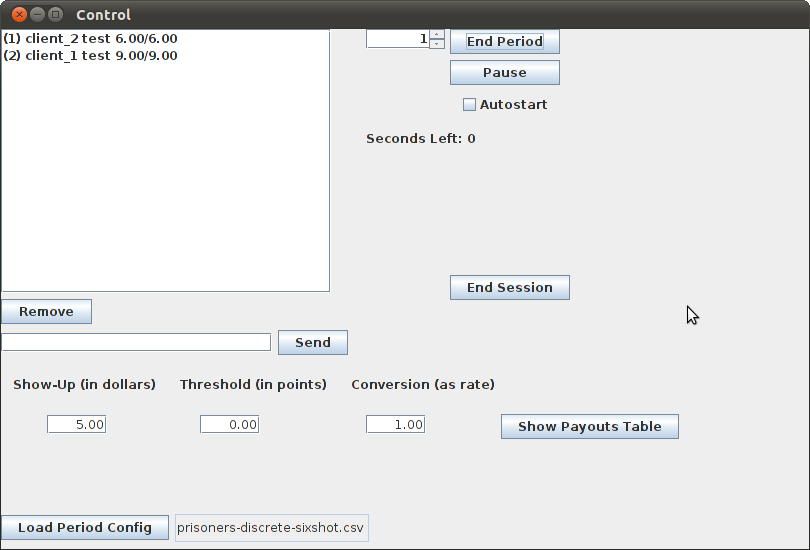 Control
(1) client_2 test 6.00/6.00
(2) client_1 test 9.00/9.00
1
End Period
Pause
Autostart
Seconds Left: 0
End Session
Remove
Send
Show-Up (in dollars) Threshold (in points) Conversion (as rate)
5.00 0.00 1.00 Show Payouts Table
Load Period Config prisoners-discrete-sixshot.csv